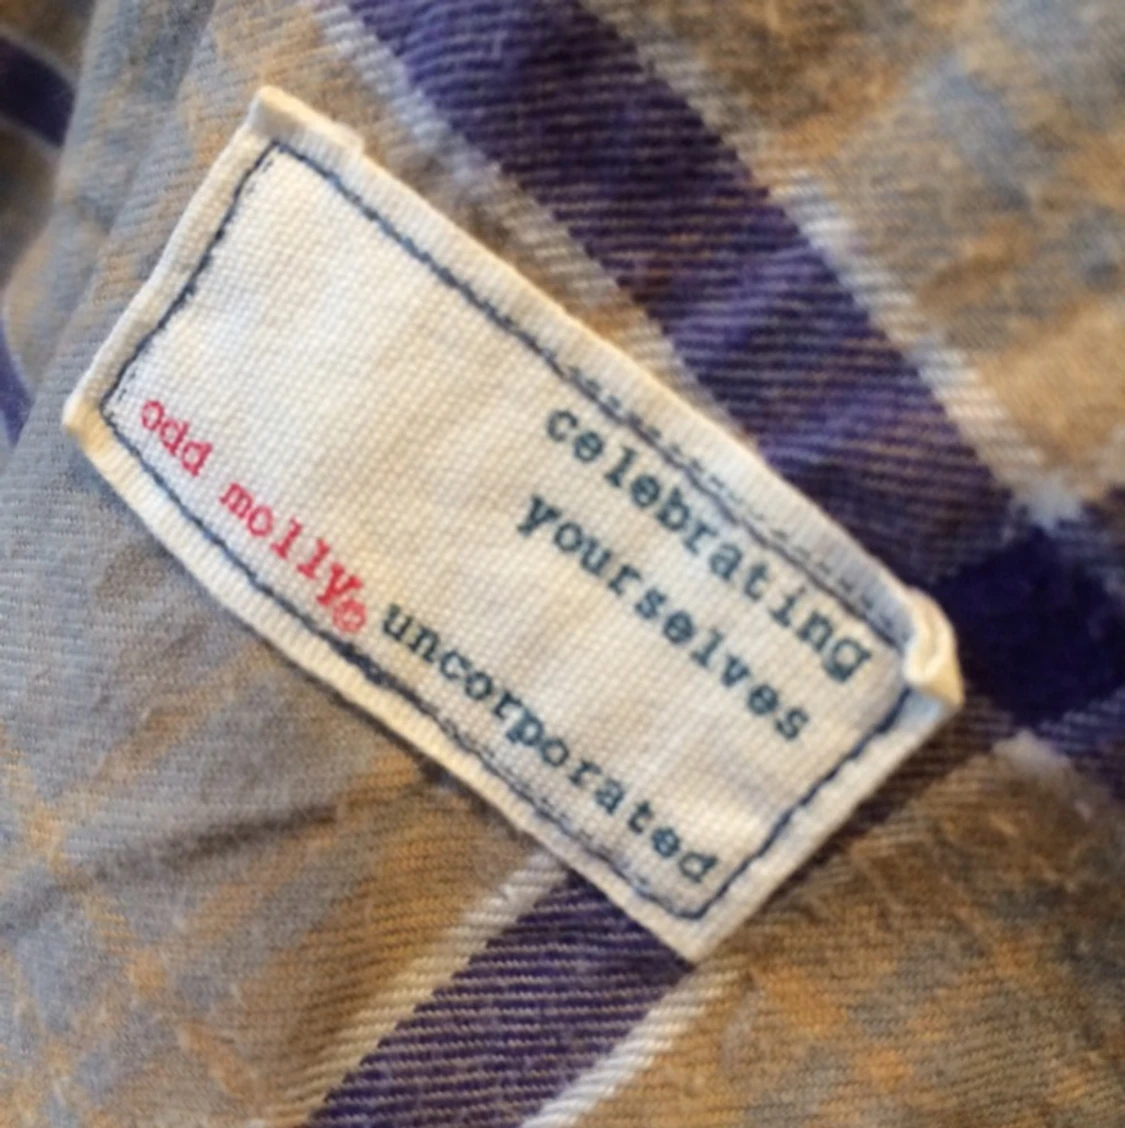 celebrating
yourselves
odd molly® uncorporated